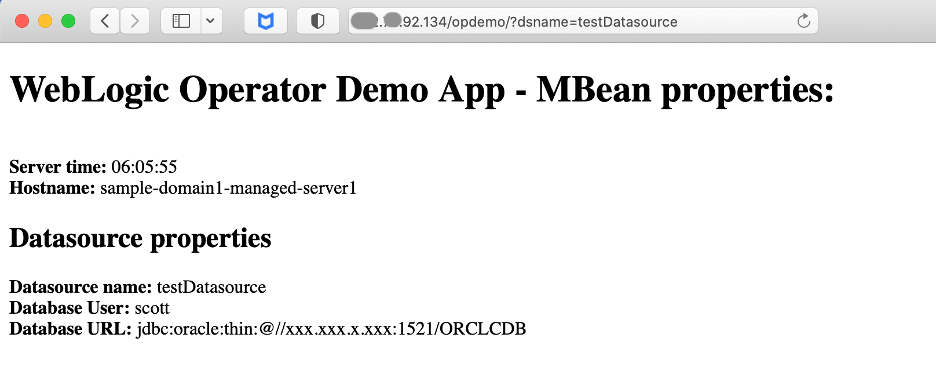 .92.134/opdemo/?dsname=testDatasource
WebLogic Operator Demo App - MBean properties:
Server time: 06:05:55
Hostname: sample-domain1-managed-server1
Datasource properties
Datasource name: testDatasource
Database User: scott
Database URL: jdbc:oracle:thin:@//xxx.xxx.x.xxx:1521/ORCLCDB